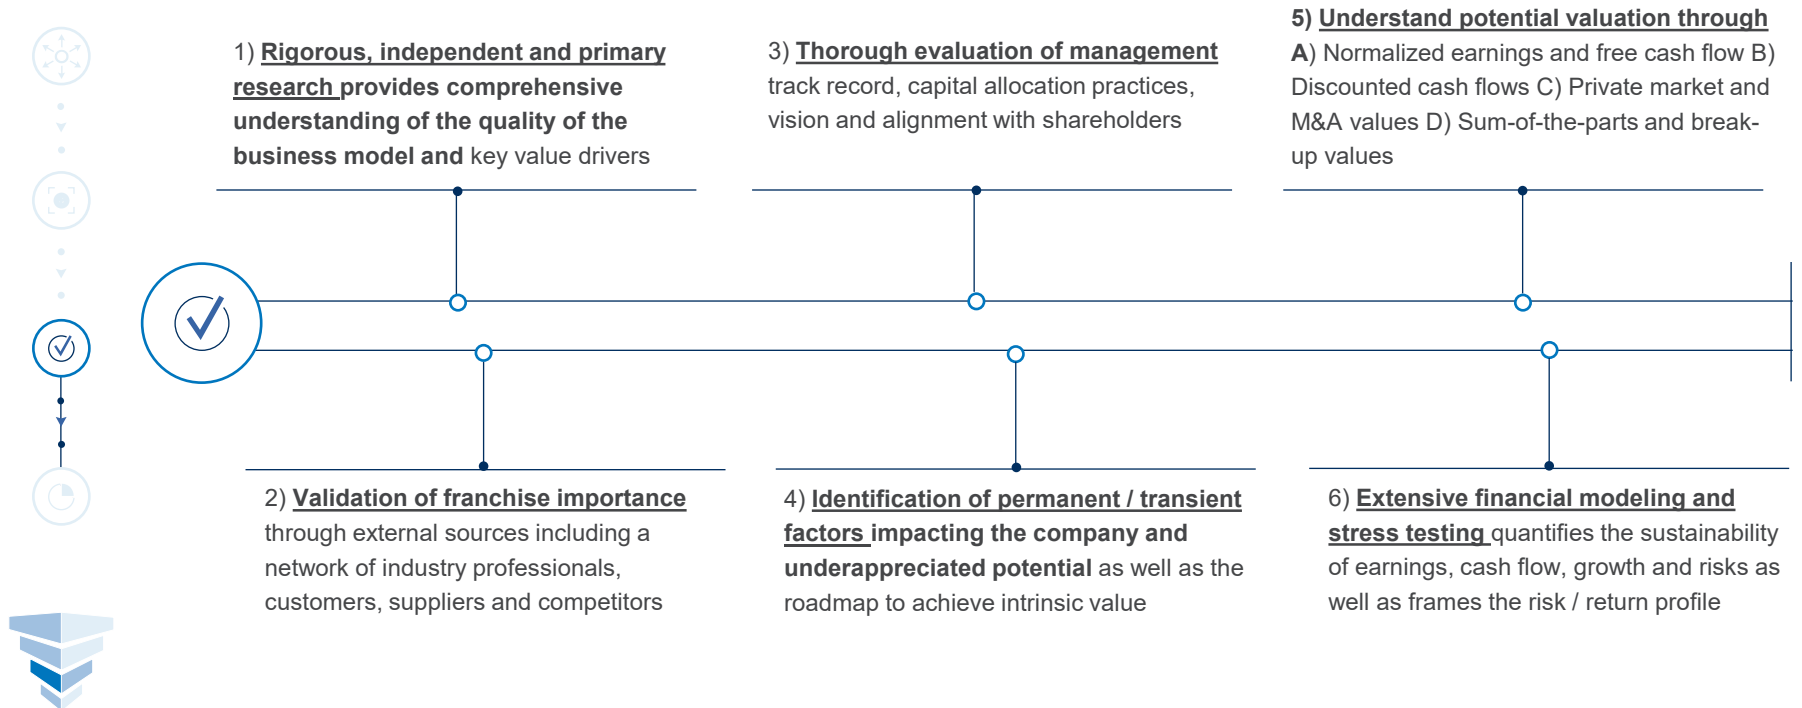 1) Rigorous, independent and primary
research provides comprehensive
understanding of the quality of the
business model and key value drivers
2) Validation of franchise importance
through external sources including a
network of industry professionals,
customers, suppliers and competitors
3) Thorough evaluation of management
track record, capital allocation practices,
vision and alignment with shareholders
4) Identification of permanent / transient
factors impacting the company and
underappreciated potential as well as the
roadmap to achieve intrinsic value
5) Understand potential valuation through
A) Normalized earnings and free cash flow B)
Discounted cash flows C) Private market and
M&A values D) Sum-of-the-parts and break-
up values
6) Extensive financial modeling and
stress testing quantifies the sustainability
of earnings, cash flow, growth and risks as
well as frames the risk / return profile